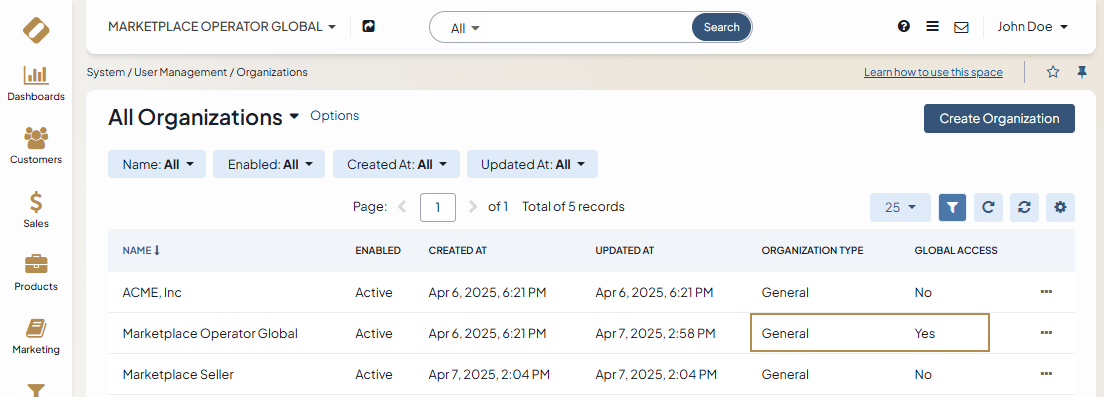 MARKETPLACE OPERATOR GLOBAL
All
Search
John Doe
Dashboards
Customers
Sales
Products
Marketing
System / User Management / Organizations
Learn how to use this space
All Organizations
Options
Create Organization
Name: All
Enabled: All
Created At: All
Updated At: All
Page: 1 of 1 Total of 5 records
25
NAME ENABLED CREATED AT UPDATED AT ORGANIZATION TYPE GLOBAL ACCESS
ACME, Inc Active Apr 6, 2025, 6:21 PM Apr 6, 2025, 6:21 PM General No
Marketplace Operator Global Active Apr 6, 2025, 6:21 PM Apr 7, 2025, 2:58 PM General Yes
Marketplace Seller Active Apr 7, 2025, 2:04 PM Apr 7, 2025, 2:04 PM General No